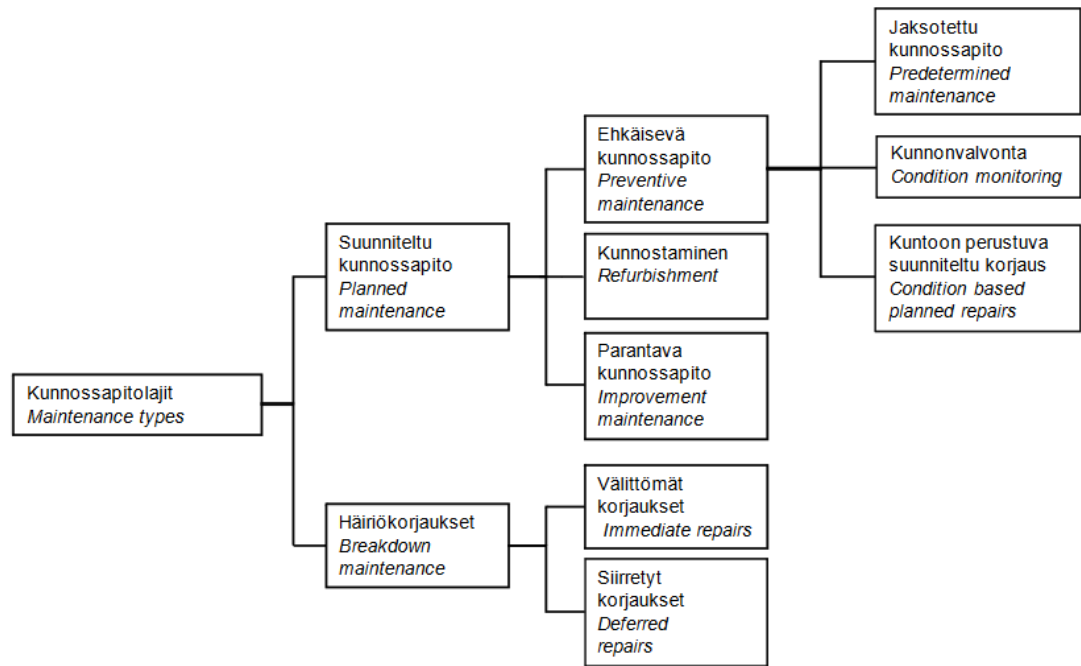 Kunnossapitolajit
Maintenance types
Suunniteltu
kunnossapito
Planned
maintenance
Häiriökorjaukset
Breakdown
maintenance
Ehkäisevä
kunnossapito
Preventive
maintenance
Kunnostaminen
Refurbishment
Parantava
kunnossapito
Improvement
maintenance
Välittömät
korjaukset
Immediate repairs
Siirretyt
korjaukset
Deferred
repairs
Jaksotettu
kunnossapito
Predetermined
maintenance
Kunnonvalvonta
Condition monitoring
Kuntoon perustuva
suunniteltu korjaus
Condition based
planned repairs